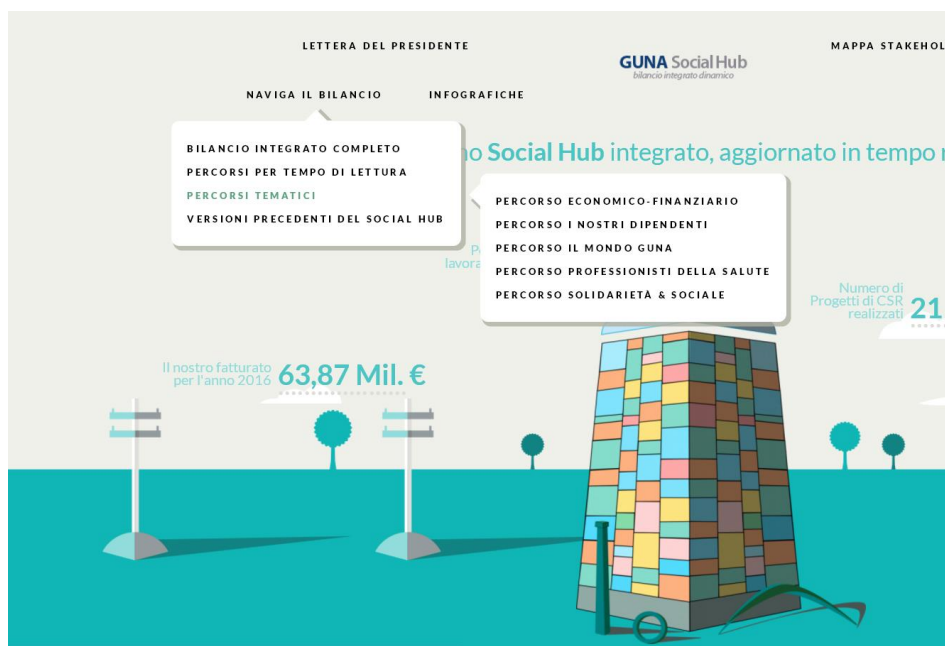 LETTERA DEL PRESIDENTE
GUNA Social Hub
bilancio integrato dinamico
MAPPA STAKEHOL
NAVIGA IL BILANCIO
INFOGRAFICHE
BILANCIO INTEGRATO COMPLETO
PERCORSI PER TEMPO DI LETTURA
PERCORSI TEMATICI
VERSIONI PRECEDENTI DEL SOCIAL HUB
no Social Hub integrato, aggiornato in tempo
PERCORSO ECONOMICO-FINANZIARIO
PERCORSO I NOSTRI DIPENDENTI
PERCORSO IL MONDO GUNA
PERCORSO PROFESSIONISTI DELLA SALUTE
PERCORSO SOLIDARIETÀ & SOCIALE
Numero di
Progetti di CSR
realizzati
21
Il nostro fatturato
per l'anno 2016
63,87 Mil. €